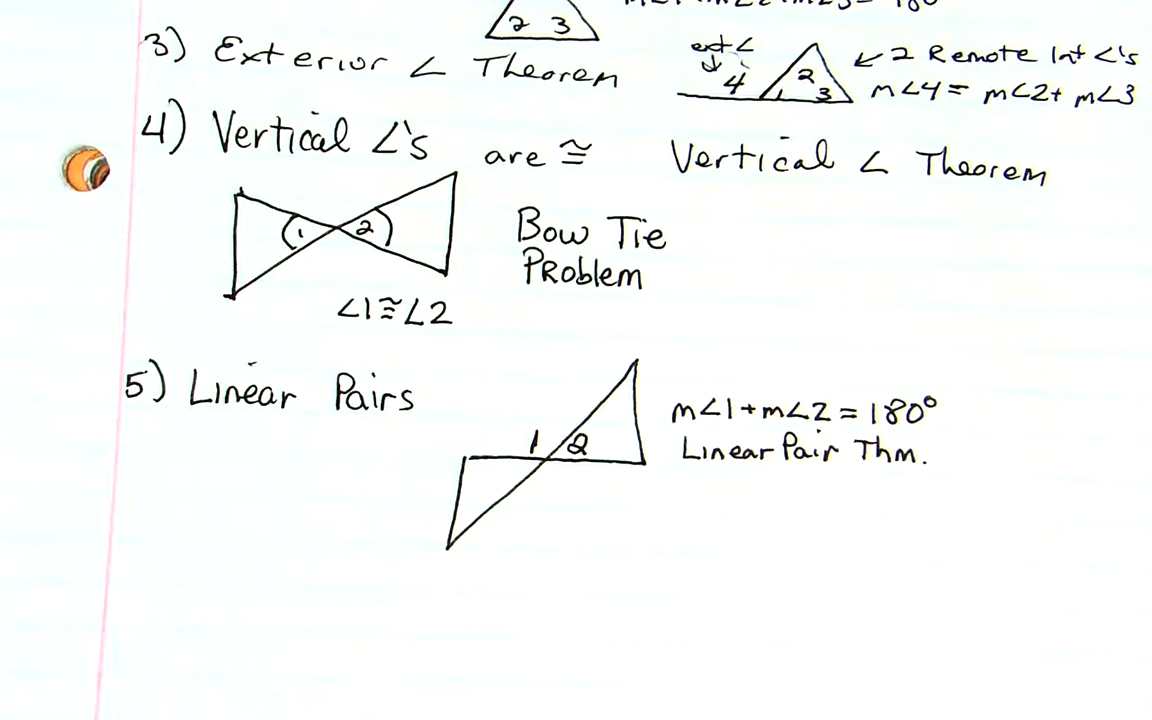 2 3
3) Exterior ∠ Theorem
ext ∠
4 1 2 3
2 Remote Int ∠'s
m∠4 = m∠2 + m∠3
4) Vertical ∠'s are ≅ Vertical ∠ Theorem
1 2
Bow Tie
Problem
∠1 ≅ ∠2
5) Linear Pairs
1 2
m∠1 + m∠2 = 180°
Linear Pair Thm.